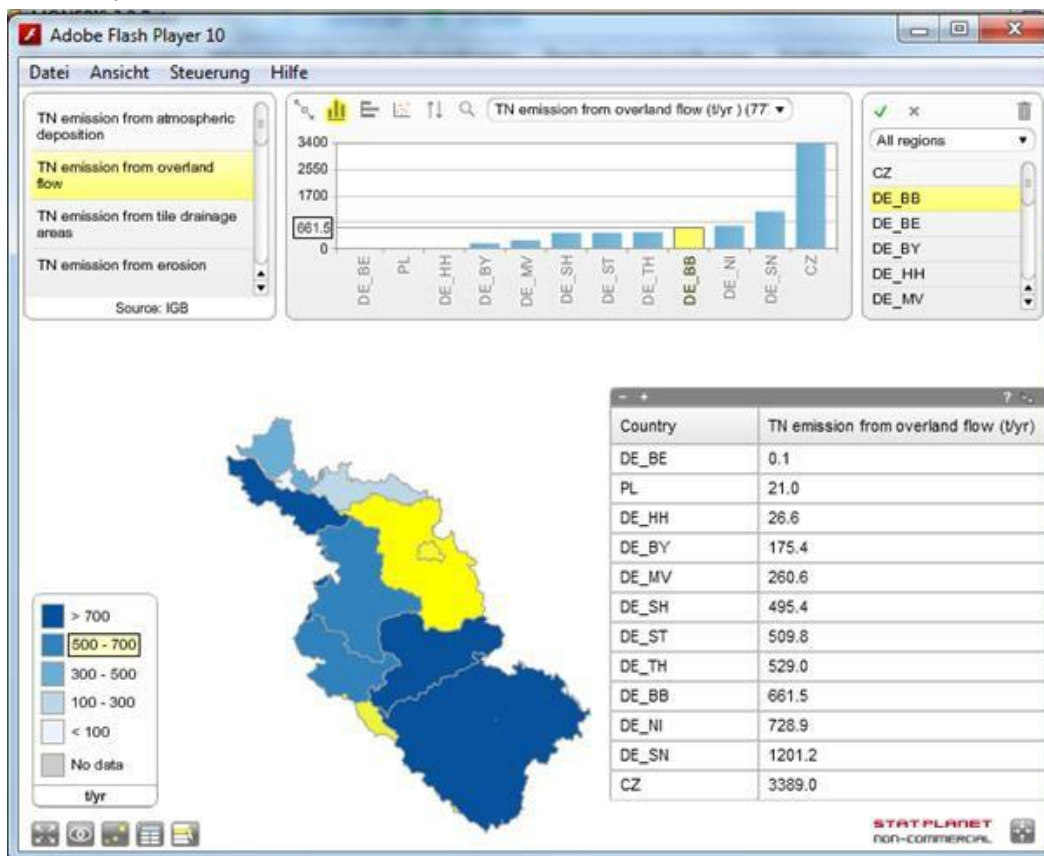 Adobe Flash Player 10
Datei Ansicht Steuerung Hilfe
TN emission from atmospheric
deposition
TN emission from overland
flow
TN emission from tile drainage
areas
TN emission from erosion
Source: IGB
TN emission from overland flow (t/yr ) (77
3400
2550
1700
661.5
0
DE_BE
PL
DE_HH
DE_BY
DE_MV
DE_SH
DE_ST
DE_TH
DE_BB
DE_NI
DE_SN
CZ
All regions
CZ
DE_BB
DE_BE
DE_BY
DE_HH
DE_MV
Country TN emission from overland flow (t/yr)
DE_BE 0.1
PL 21.0
DE_HH 26.6
DE_BY 175.4
DE_MV 260.6
DE_SH 495.4
DE_ST 509.8
DE_TH 529.0
DE_BB 661.5
DE_NI 728.9
DE_SN 1201.2
CZ 3389.0
> 700
500 - 700
300 - 500
100 - 300
< 100
No data
t/yr
STATPLANET
NON-COMMERCIAL